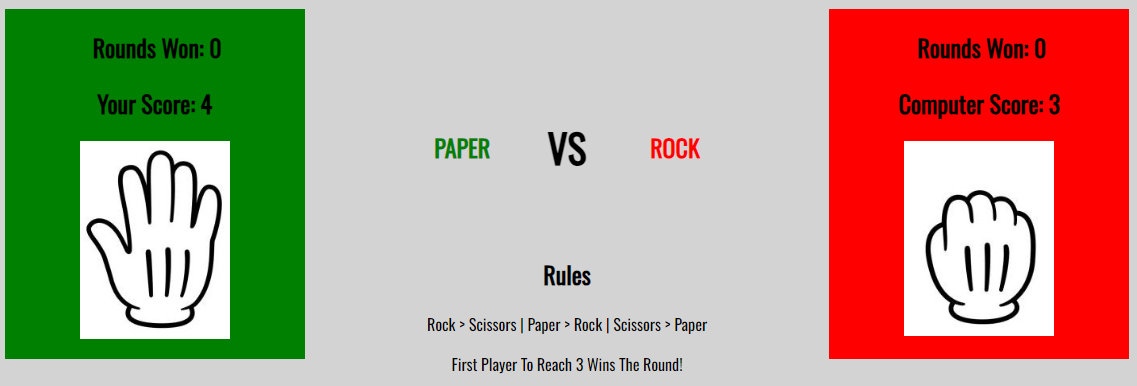 Rounds Won: 0
Your Score: 4
PAPER
VS
ROCK
Rules
Rock > Scissors | Paper > Rock | Scissors > Paper
First Player To Reach 3 Wins The Round!
Rounds Won: 0
Computer Score: 3